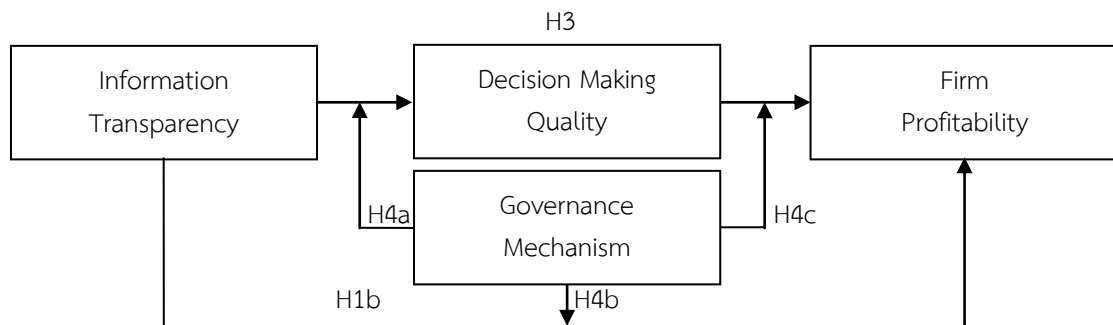 H3
Information
Transparency
Decision Making
Quality
Firm
Profitability
H4a
Governance
Mechanism
H4c
H1b
H4b